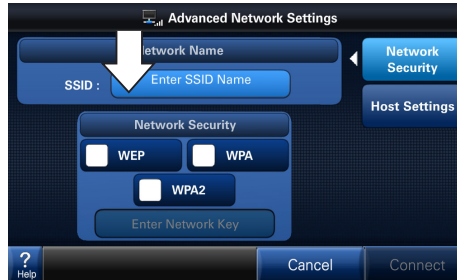 Advanced Network Settings
Network Name
SSID :
Enter SSID Name
Network
Security
Host Settings
Network Security
WEP
WPA
WPA2
Enter Network Key
?
Help
Cancel
Connect